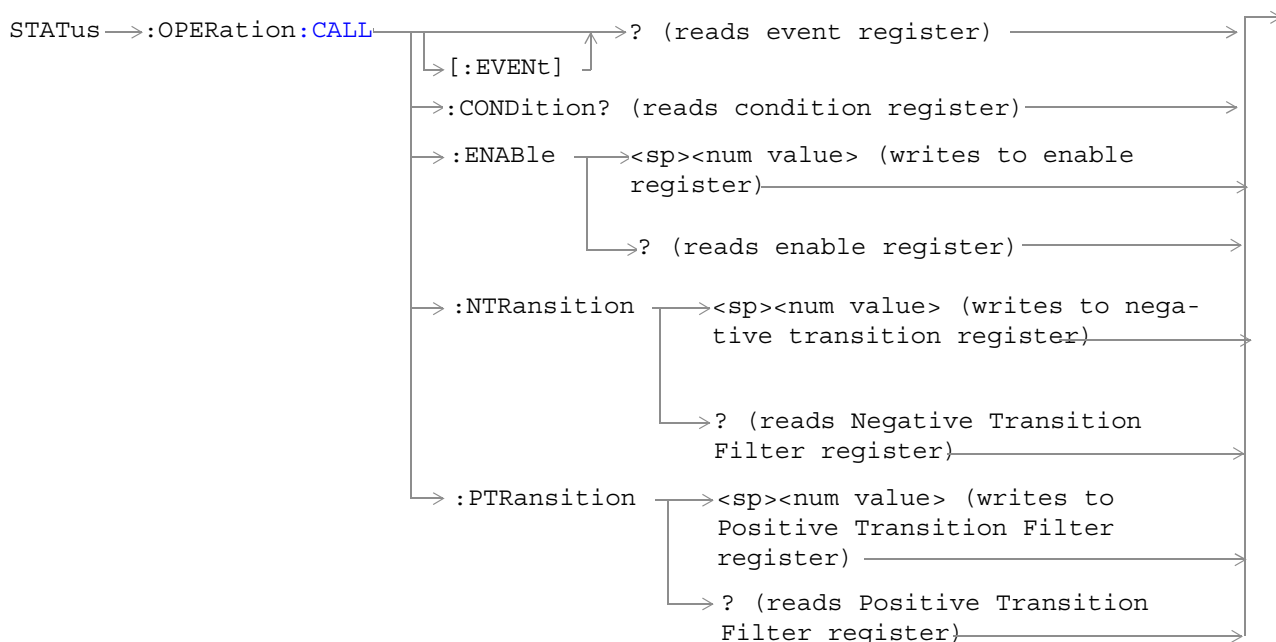 STATus :OPERation:CALL ? (reads event register)
[:EVENt]
:CONDition? (reads condition register)
:ENABle <sp><num value> (writes to enable
register)
? (reads enable register)
:NTRansition <sp><num value> (writes to nega-
tive transition register)
? (reads Negative Transition
Filter register)
:PTRansition <sp><num value> (writes to
Positive Transition Filter
register)
? (reads Positive Transition
Filter register)